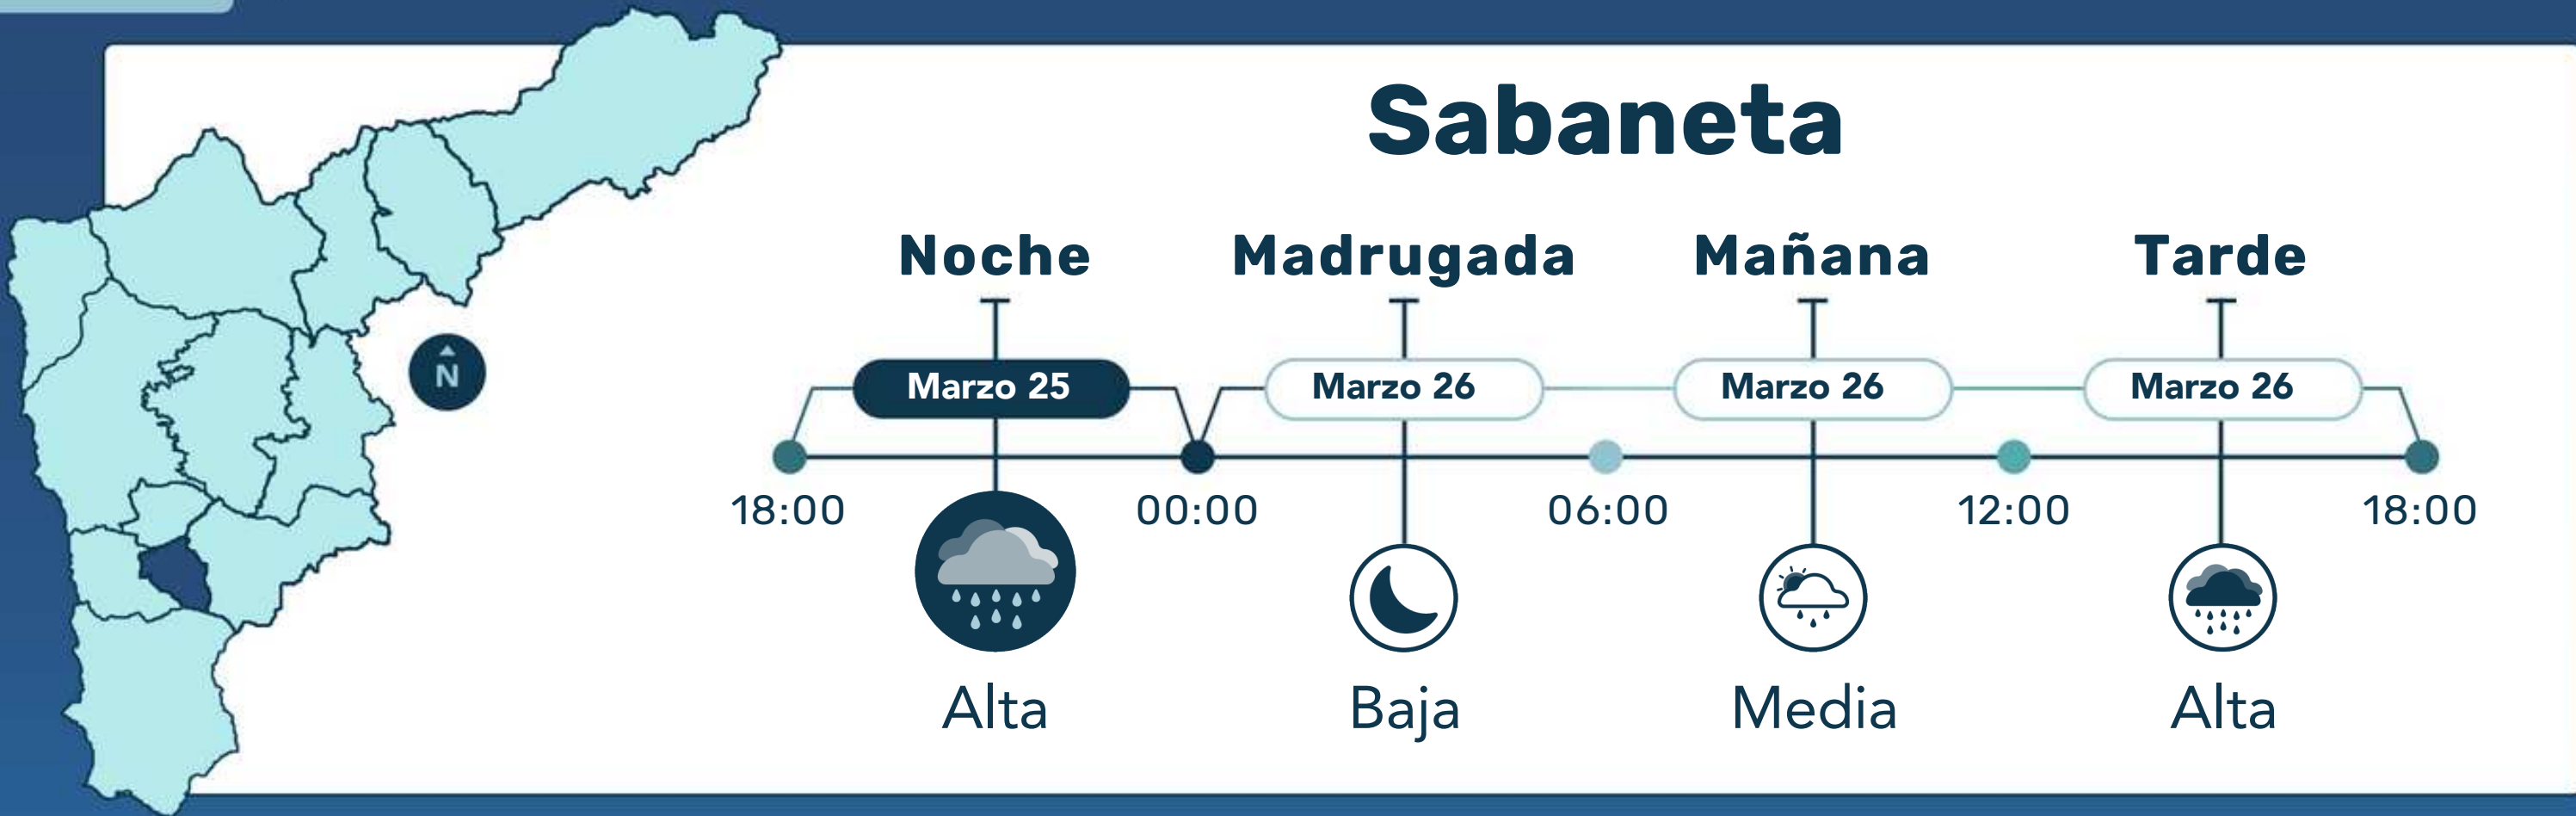 Sabaneta
Noche Madrugada Mañana Tarde
Marzo 25 Marzo 26 Marzo 26 Marzo 26
N
18:00 00:00 06:00 12:00 18:00
Alta Baja Media Alta